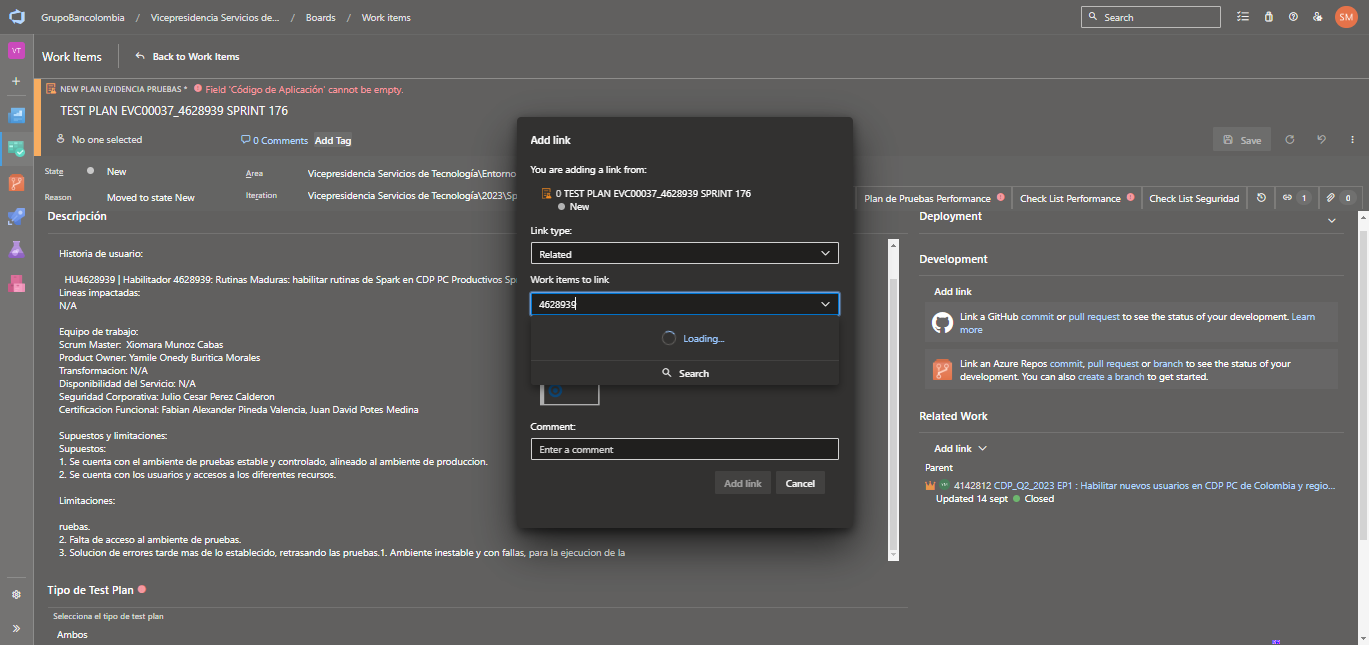 GrupoBancolombia / Vicepresidencia Servicios de... / Boards / Work items
Search
SM
VT
Work Items
Back to Work Items
NEW PLAN EVIDENCIA PRUEBAS * Field 'Código de Aplicación' cannot be empty.
TEST PLAN EVC00037_4628939 SPRINT 176
No one selected
0 Comments
Add Tag
Save
State
New
Area
Vicepresidencia Servicios de Tecnología\Entorno
Reason
Moved to state New
Iteration
Vicepresidencia Servicios de Tecnología\2023\Sp
Plan de Pruebas Performance
Check List Performance
Check List Seguridad
1
0
Descripción
Historia de usuario:
HU4628939 | Habilitador 4628939: Rutinas Maduras: habilitar rutinas de Spark en CDP PC Productivos Sp
Lineas impactadas:
N/A
Equipo de trabajo:
Scrum Master: Xiomara Munoz Cabas
Product Owner: Yamile Onedy Buritica Morales
Transformacion: N/A
Disponibilidad del Servicio: N/A
Seguridad Corporativa: Julio Cesar Perez Calderon
Certificacion Funcional: Fabian Alexander Pineda Valencia, Juan David Potes Medina
Supuestos y limitaciones:
Supuestos:
1. Se cuenta con el ambiente de pruebas estable y controlado, alineado al ambiente de produccion.
2. Se cuenta con los usuarios y accesos a los diferentes recursos.
Limitaciones:
ruebas.
2. Falta de acceso al ambiente de pruebas.
3. Solucion de errores tarde mas de lo establecido, retrasando las pruebas.1. Ambiente inestable y con fallas, para la ejecucion de la
Tipo de Test Plan
Selecciona el tipo de test plan
Ambos
Add link
You are adding a link from:
0 TEST PLAN EVC00037_4628939 SPRINT 176
New
Link type:
Related
Work items to link
4628939
Loading...
Search
Comment:
Enter a comment
Add link
Cancel
Deployment
Development
Add link
Link a GitHub commit or pull request to see the status of your development. Learn
more
Link an Azure Repos commit, pull request or branch to see the status of your
development. You can also create a branch to get started.
Related Work
Add link
Parent
4142812 CDP_Q2_2023 EP1 : Habilitar nuevos usuarios en CDP PC de Colombia y regio...
Updated 14 sept Closed